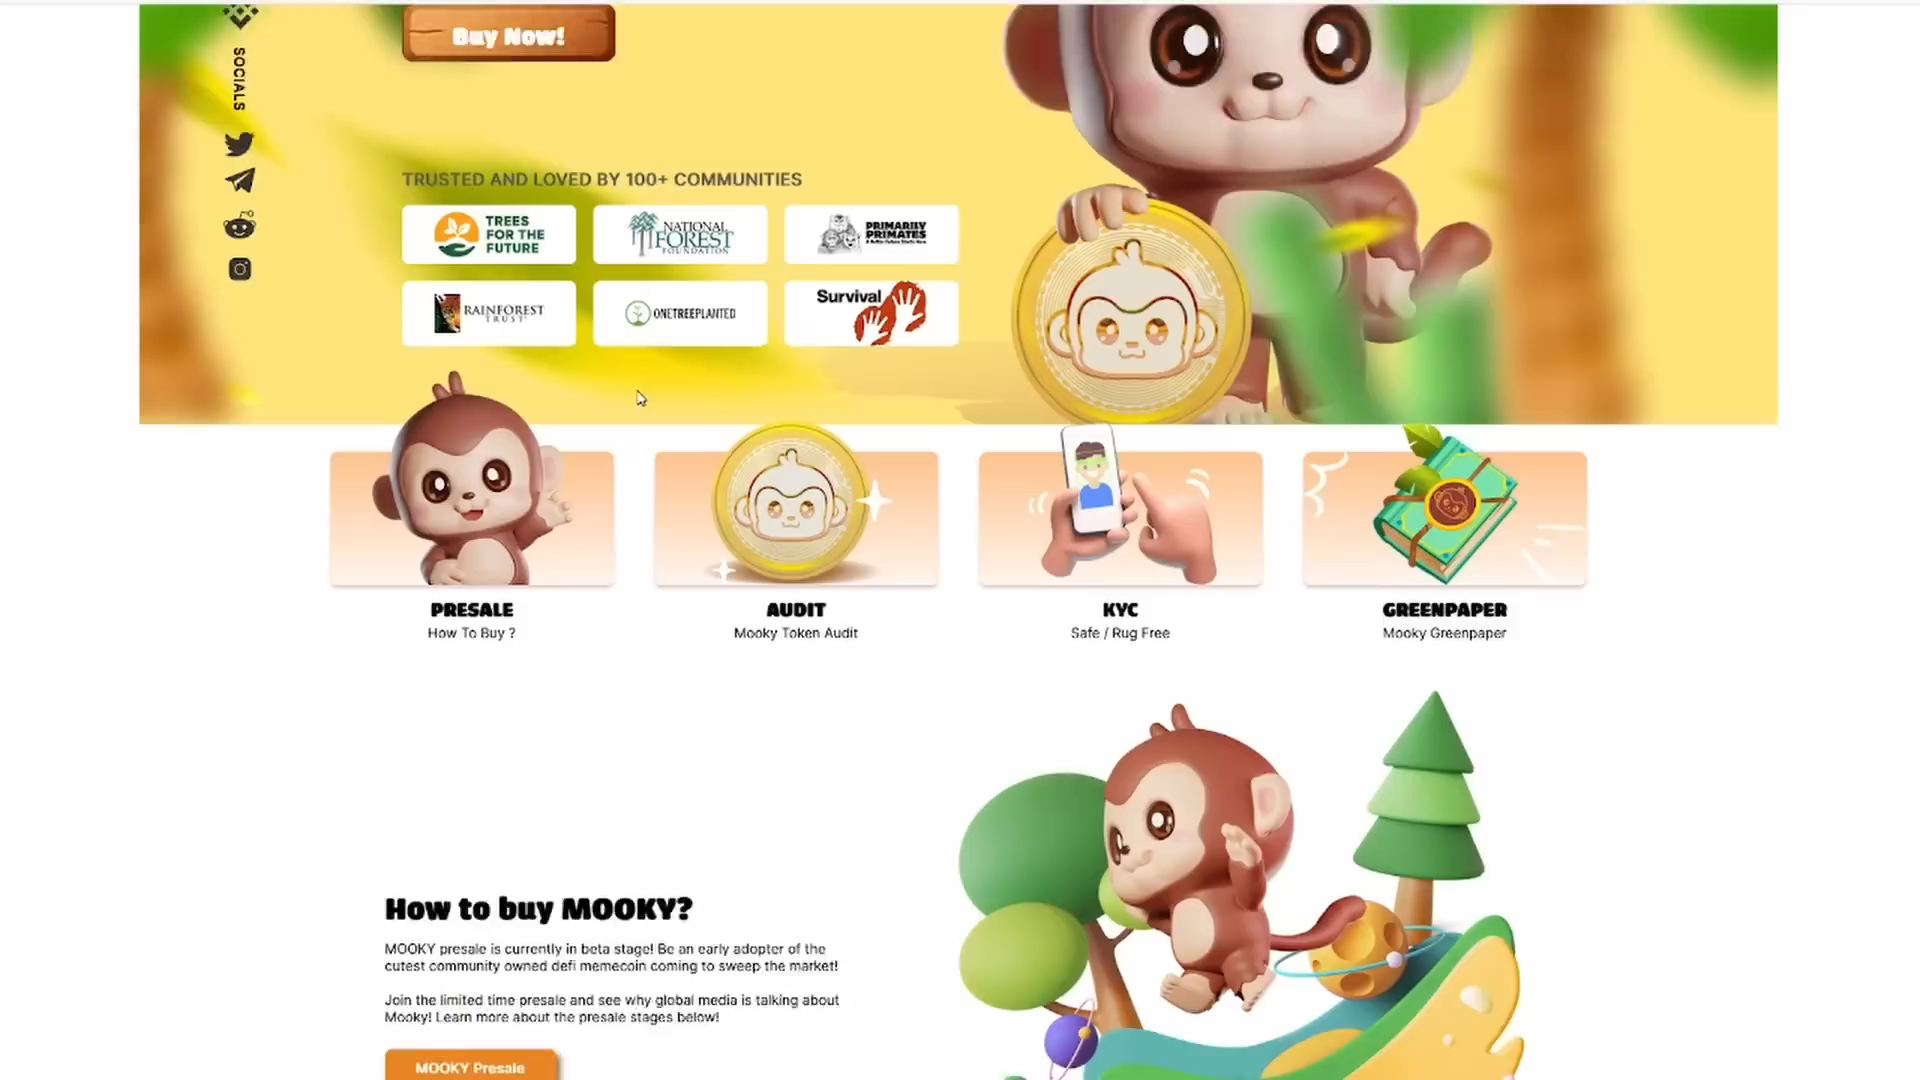 Buy Now!
SOCIALS
TRUSTED AND LOVED BY 100+ COMMUNITIES
TREES
FOR THE
FUTURE
NATIONAL
FOREST
FOUNDATION
PRIMARILY
PRIMATES
RAINFOREST
TRUST
ONETREEPLANTED
Survival
PRESALE
How To Buy ?
AUDIT
Mooky Token Audit
KYC
Safe / Rug Free
GREENPAPER
Mooky Greenpaper
How to buy MOOKY?
MOOKY presale is currently in beta stage! Be an early adopter of the
cutest community owned defi memecoin coming to sweep the market!
Join the limited time presale and see why global media is talking about
Mooky! Learn more about the presale stages below!
MOOKY Presale